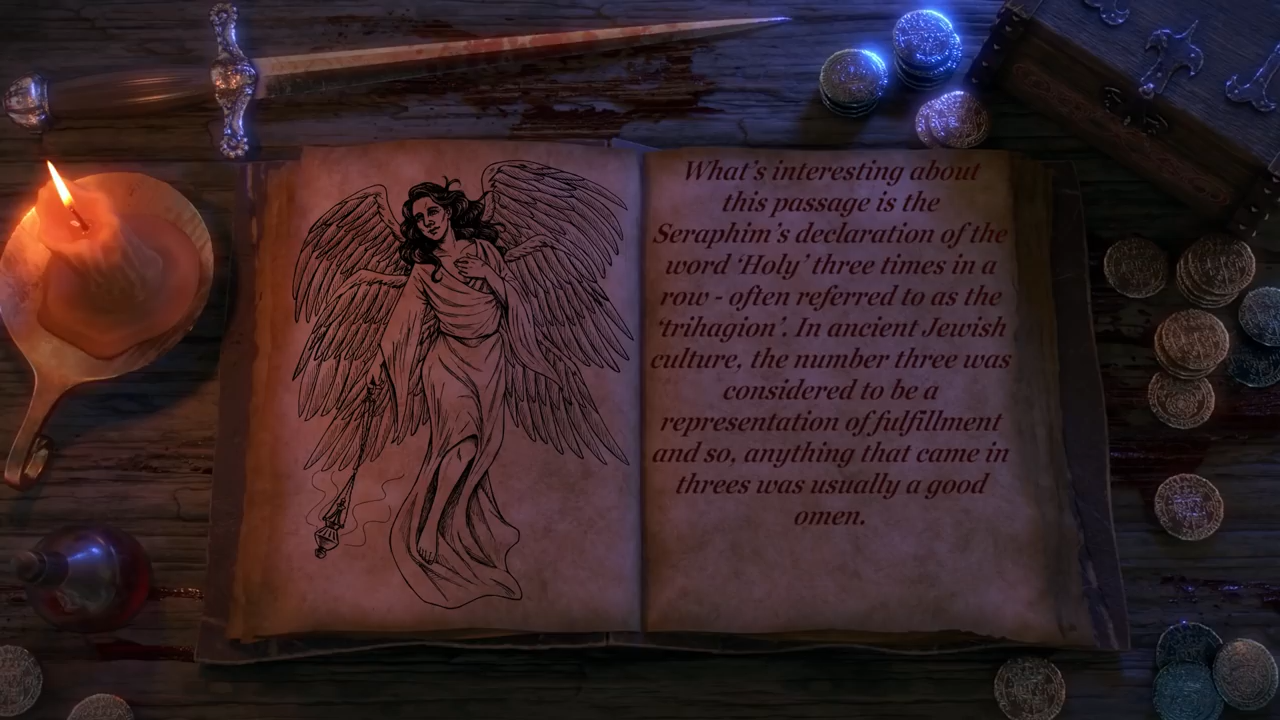 What's interesting about
this passage is the
Seraphim's declaration of the
word ‘Holy’ three times in a
row - often referred to as the
‘trihagion’. In ancient Jewish
culture, the number three was
considered to be a
representation of fulfillment
and so, anything that came in
threes was usually a good
omen.